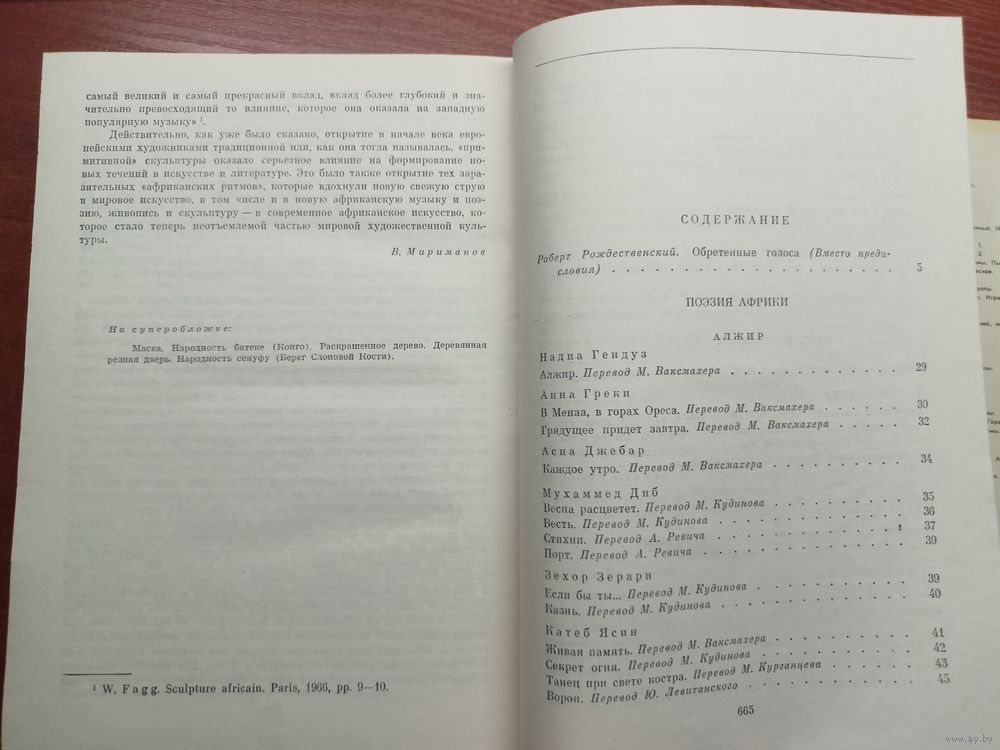 самый великий и самый прекрасный вклад, вклад более глубокий и зна-
чительно превосходящий то влияние, которое она оказала на западную
популярную музыку» ¹.
Действительно, как уже было сказано, открытие в начале века евро-
пейскими художниками традиционной или, как она тогда называлась, «при-
митивной» скульптуры оказало серьезное влияние на формирование но-
вых течений в искусстве и литературе. Это было также открытие тех зара-
зительных «африканских ритмов», которые вдохнули новую свежую струю
в мировое искусство, в том числе и в новую африканскую музыку и поэ-
зию, живопись и скульптуру — в современное африканское искусство, ко-
торое стало теперь неотъемлемой частью мировой художественной куль-
туры.
В. Мириманов
На суперобложке:
Маска. Народность батеке (Конго). Раскрашенное дерево. Деревянная
резная дверь. Народность сенуфу (Берег Слоновой Кости).
¹ W. Fagg. Sculpture africain. Paris, 1966, pp. 9—10.
СОДЕРЖАНИЕ
Роберт Рождественский. Обретенные голоса (Вместо преди-
словия) . . . . . . . . . . . . . . . . . . . . 5
ПОЭЗИЯ АФРИКИ
АЛЖИР
Надиа Гендуз
Алжир. Перевод М. Ваксмахера . . . . . . . . . . . 29
Анна Греки
В Менаа, в горах Ореса. Перевод М. Ваксмахера . . . . . . 30
Грядущее придет завтра. Перевод М. Ваксмахера . . . . . 32
Асиа Джебар
Каждое утро. Перевод М. Ваксмахера . . . . . . . . . 34
Мухаммед Диб
Весна расцветет. Перевод М. Кудинова . . . . . . . . . 35
Весть. Перевод М. Кудинова . . . . . . . . . . . 36
Стихии. Перевод А. Ревича . . . . . . . . . . . 37
Порт. Перевод А. Ревича . . . . . . . . . . . . 39
Зехор Зерари
Если бы ты... Перевод М. Кудинова . . . . . . . . . . 39
Казнь. Перевод М. Кудинова . . . . . . . . . . . 40
Катеб Ясин
Живая память. Перевод М. Ваксмахера . . . . . . . . 41
Секрет огня. Перевод М. Кудинова . . . . . . . . . 42
Танец при свете костра. Перевод М. Курганцева . . . . . . 43
Ворон. Перевод Ю. Левитанского . . . . . . . . . . 45
665
www.ay.by